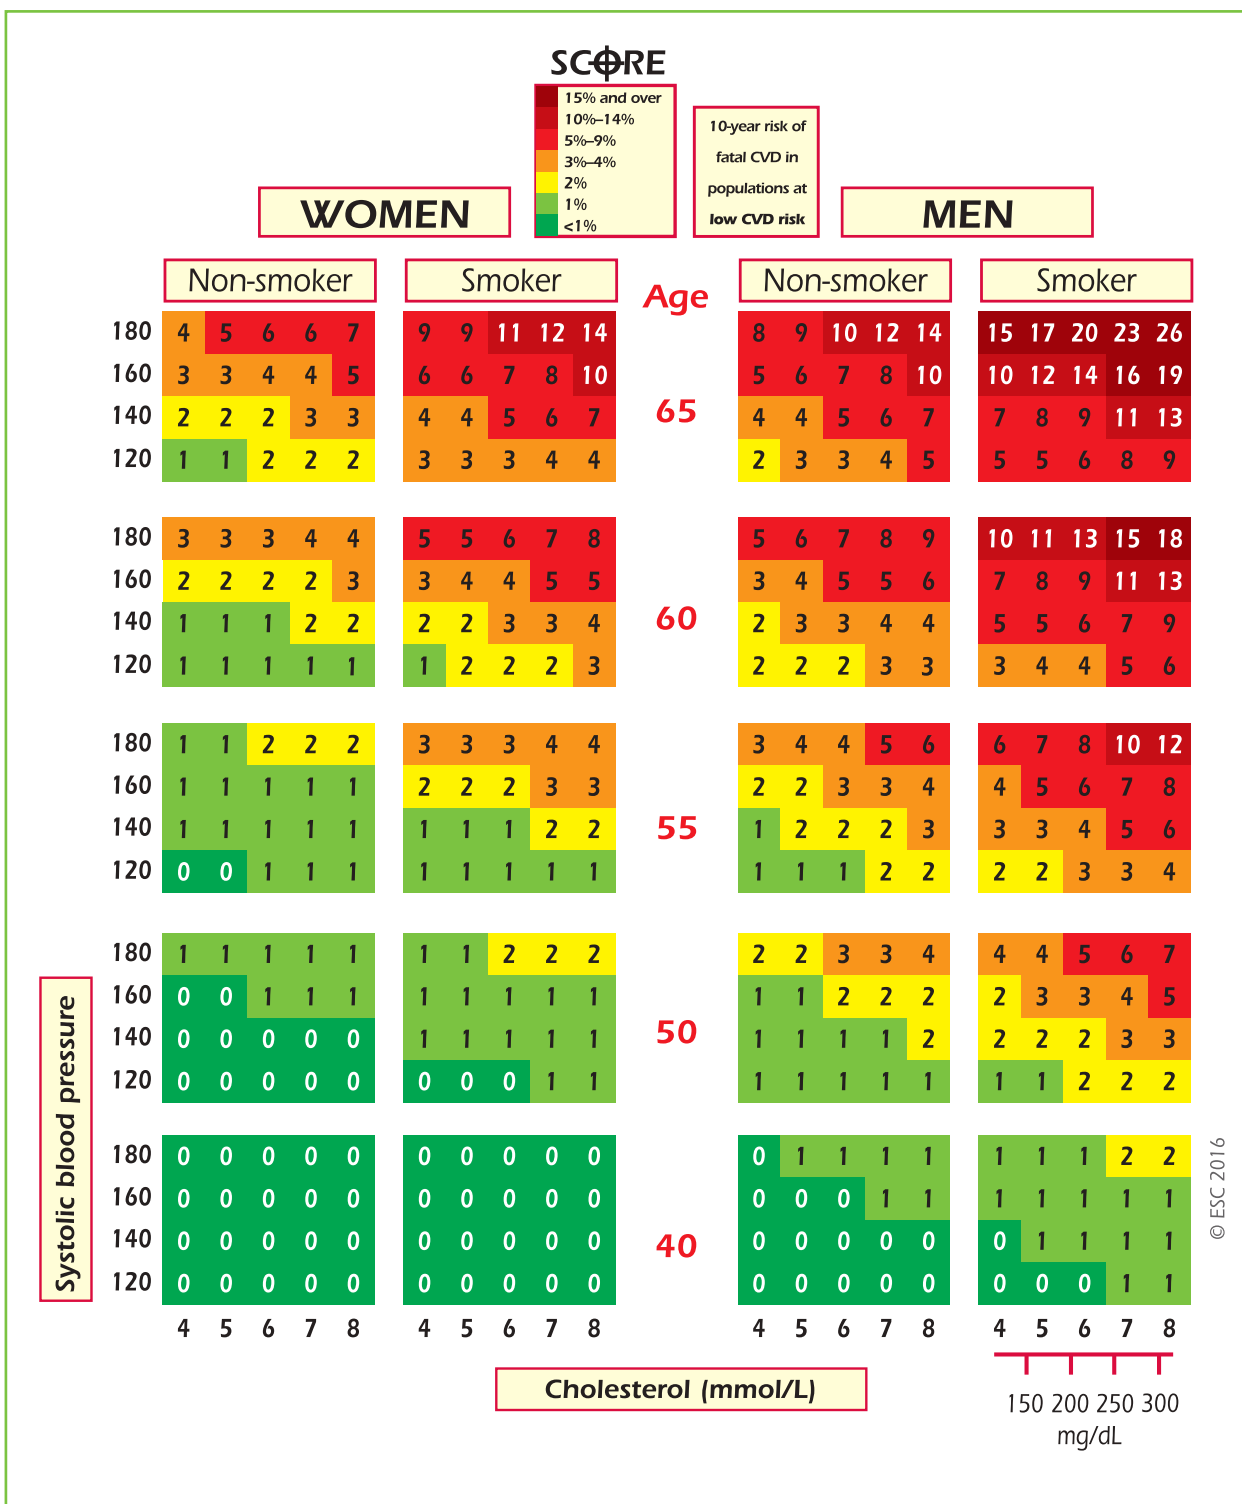 SCORE
15% and over
10%–14%
5%–9%
3%–4%
2%
1%
<1%
10-year risk of
fatal CVD in
populations at
low CVD risk
WOMEN
MEN
Non-smoker Smoker Age Non-smoker Smoker
180 4 5 6 6 7 9 9 11 12 14 8 9 10 12 14 15 17 20 23 26
160 3 3 4 4 5 6 6 7 8 10 5 6 7 8 10 10 12 14 16 19
65
140 2 2 2 3 3 4 4 5 6 7 4 4 5 6 7 7 8 9 11 13
120 1 1 2 2 2 3 3 3 4 4 2 3 3 4 5 5 5 6 8 9
180 3 3 3 4 4 5 5 6 7 8 5 6 7 8 9 10 11 13 15 18
160 2 2 2 2 3 3 4 4 5 5 3 4 5 5 6 7 8 9 11 13
60
140 1 1 1 2 2 2 2 3 3 4 2 3 3 4 4 5 5 6 7 9
120 1 1 1 1 1 1 2 2 2 3 2 2 2 3 3 3 4 4 5 6
180 1 1 2 2 2 3 3 3 4 4 3 4 4 5 6 6 7 8 10 12
160 1 1 1 1 1 2 2 2 3 3 2 2 3 3 4 4 5 6 7 8
55
140 1 1 1 1 1 1 1 1 2 2 1 2 2 2 3 3 3 4 5 6
120 0 0 1 1 1 1 1 1 1 1 1 1 1 2 2 2 2 3 3 4
180 1 1 1 1 1 1 1 2 2 2 2 2 3 3 4 4 4 5 6 7
160 0 0 1 1 1 1 1 1 1 1 1 1 2 2 2 2 3 3 4 5
50
140 0 0 0 0 0 1 1 1 1 1 1 1 1 1 2 2 2 2 3 3
120 0 0 0 0 0 0 0 0 1 1 1 1 1 1 1 1 1 2 2 2
180 0 0 0 0 0 0 0 0 0 0 0 1 1 1 1 1 1 1 2 2
160 0 0 0 0 0 0 0 0 0 0 0 0 0 1 1 1 1 1 1 1
40
140 0 0 0 0 0 0 0 0 0 0 0 0 0 0 0 0 1 1 1 1
120 0 0 0 0 0 0 0 0 0 0 0 0 0 0 0 0 0 0 1 1
4 5 6 7 8 4 5 6 7 8 4 5 6 7 8 4 5 6 7 8
Systolic blood pressure
Cholesterol (mmol/L)
150 200 250 300
mg/dL
© ESC 2016